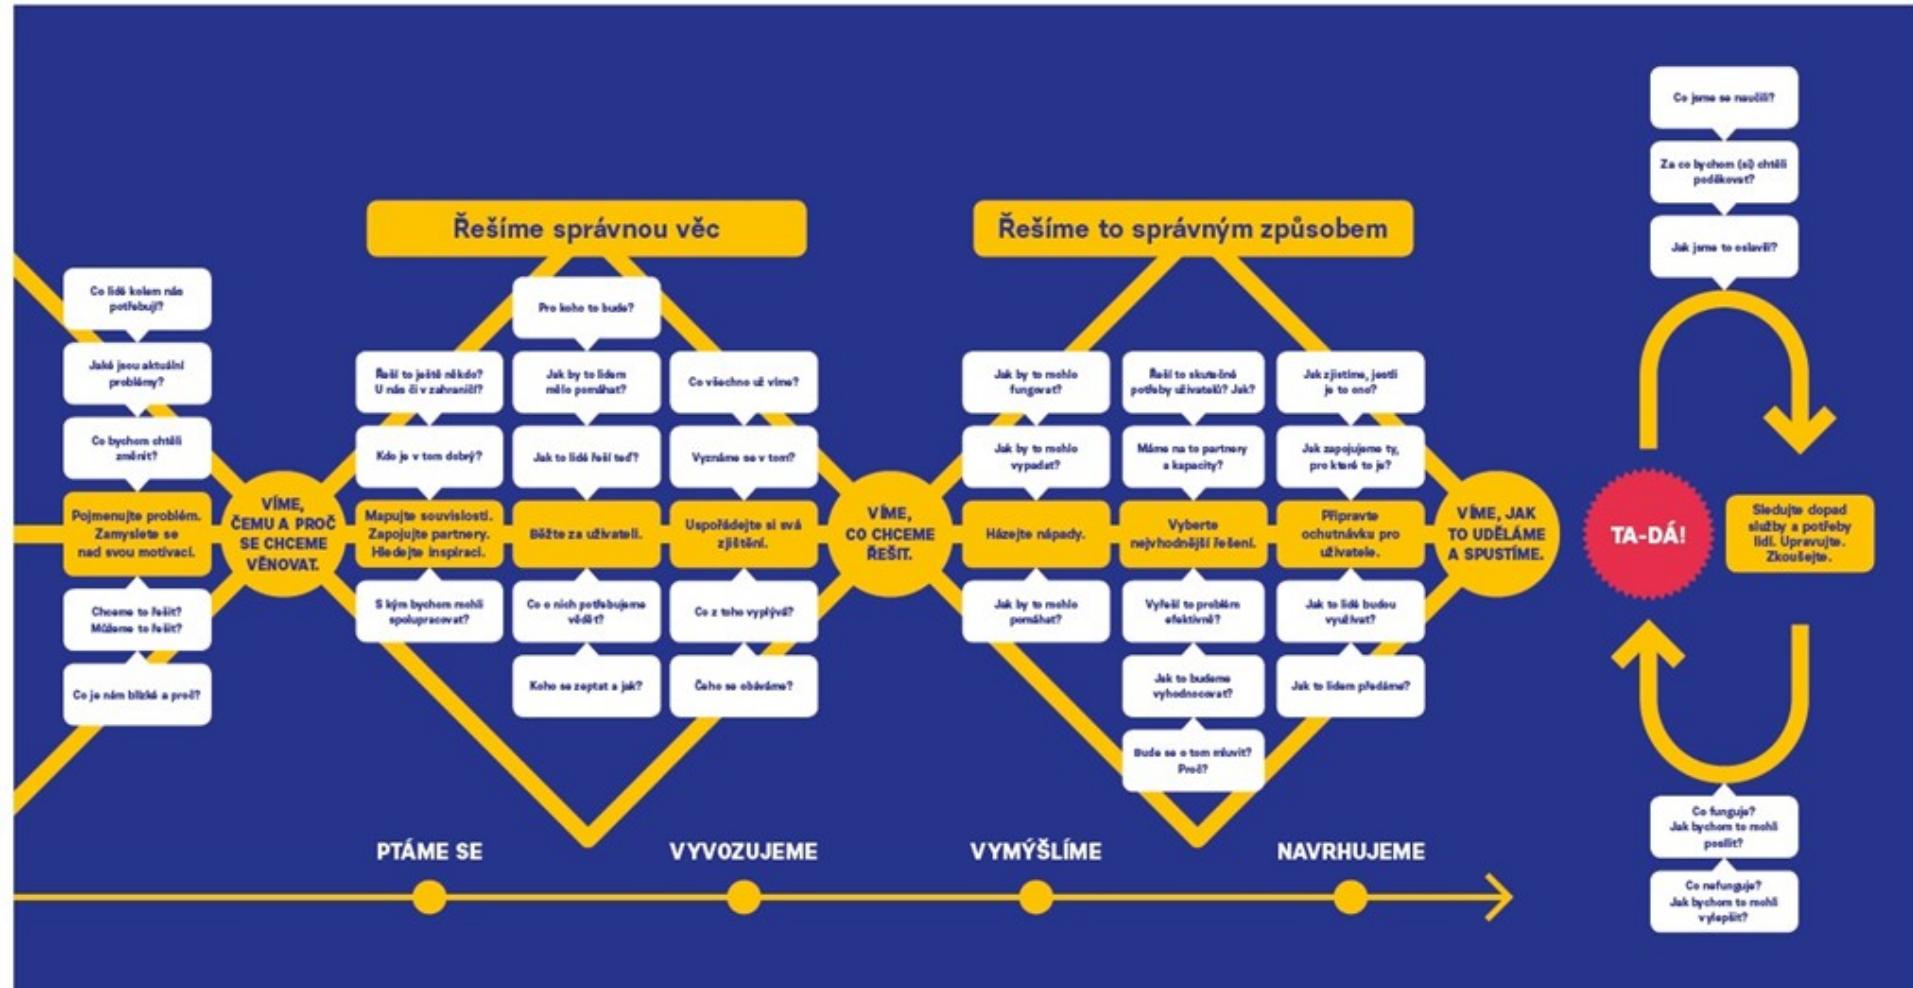 Řešíme správnou věc
Řešíme to správným způsobem
Co lidé kolem nás
potřebují?
Jaké jsou aktuální
problémy?
Co bychom chtěli
změnit?
Pojmenujte problém.
Zamyslete se
nad svou motivací.
Chceme to řešit?
Můžeme to řešit?
Co je nám blízké a proč?
VÍME,
ČEMU A PROČ
SE CHCEME
VĚNOVAT.
Řeší to ještě někdo?
U nás či v zahraničí?
Kdo je v tom dobrý?
Mapujte souvislosti.
Zapojujte partnery.
Hledejte inspiraci.
S kým bychom mohli
spolupracovat?
Pro koho to bude?
Jak by to lidem
mělo pomáhat?
Jak to lidé řeší teď?
Běžte za uživateli.
Co o nich potřebujeme
vědět?
Koho se zeptat a jak?
Co všechno už víme?
Vyznáme se v tom?
Uspořádejte si svá
zjištění.
Co z toho vyplývá?
Čeho se obáváme?
VÍME,
CO CHCEME
ŘEŠIT.
Jak by to mohlo
fungovat?
Jak by to mohlo
vypadat?
Házejte nápady.
Jak by to mohlo
pomáhat?
Řeší to skutečné
potřeby uživatelů? Jak?
Máme na to partnery
a kapacity?
Vyberte
nejvhodnější řešení.
Vyřeší to problém
efektivně?
Jak to budeme
vyhodnocovat?
Bude se o tom mluvit?
Proč?
Jak zjistíme, jestli
je to ono?
Jak zapojujeme ty,
pro které to je?
Připravte
ochutnávku pro
uživatele.
Jak to lidé budou
využívat?
Jak to lidem předáme?
VÍME, JAK
TO UDĚLÁME
A SPUSTÍME.
TA-DÁ!
Co jsme se naučili?
Za co bychom (si) chtěli
poděkovat?
Jak jsme to oslavili?
Sledujte dopad
služby a potřeby
lidí. Upravujte.
Zkoušejte.
Co funguje?
Jak bychom to mohli
posílit?
Co nefunguje?
Jak bychom to mohli
vylepšit?
PTÁME SE
VYVOZUJEME
VYMÝŠLÍME
NAVRHUJEME